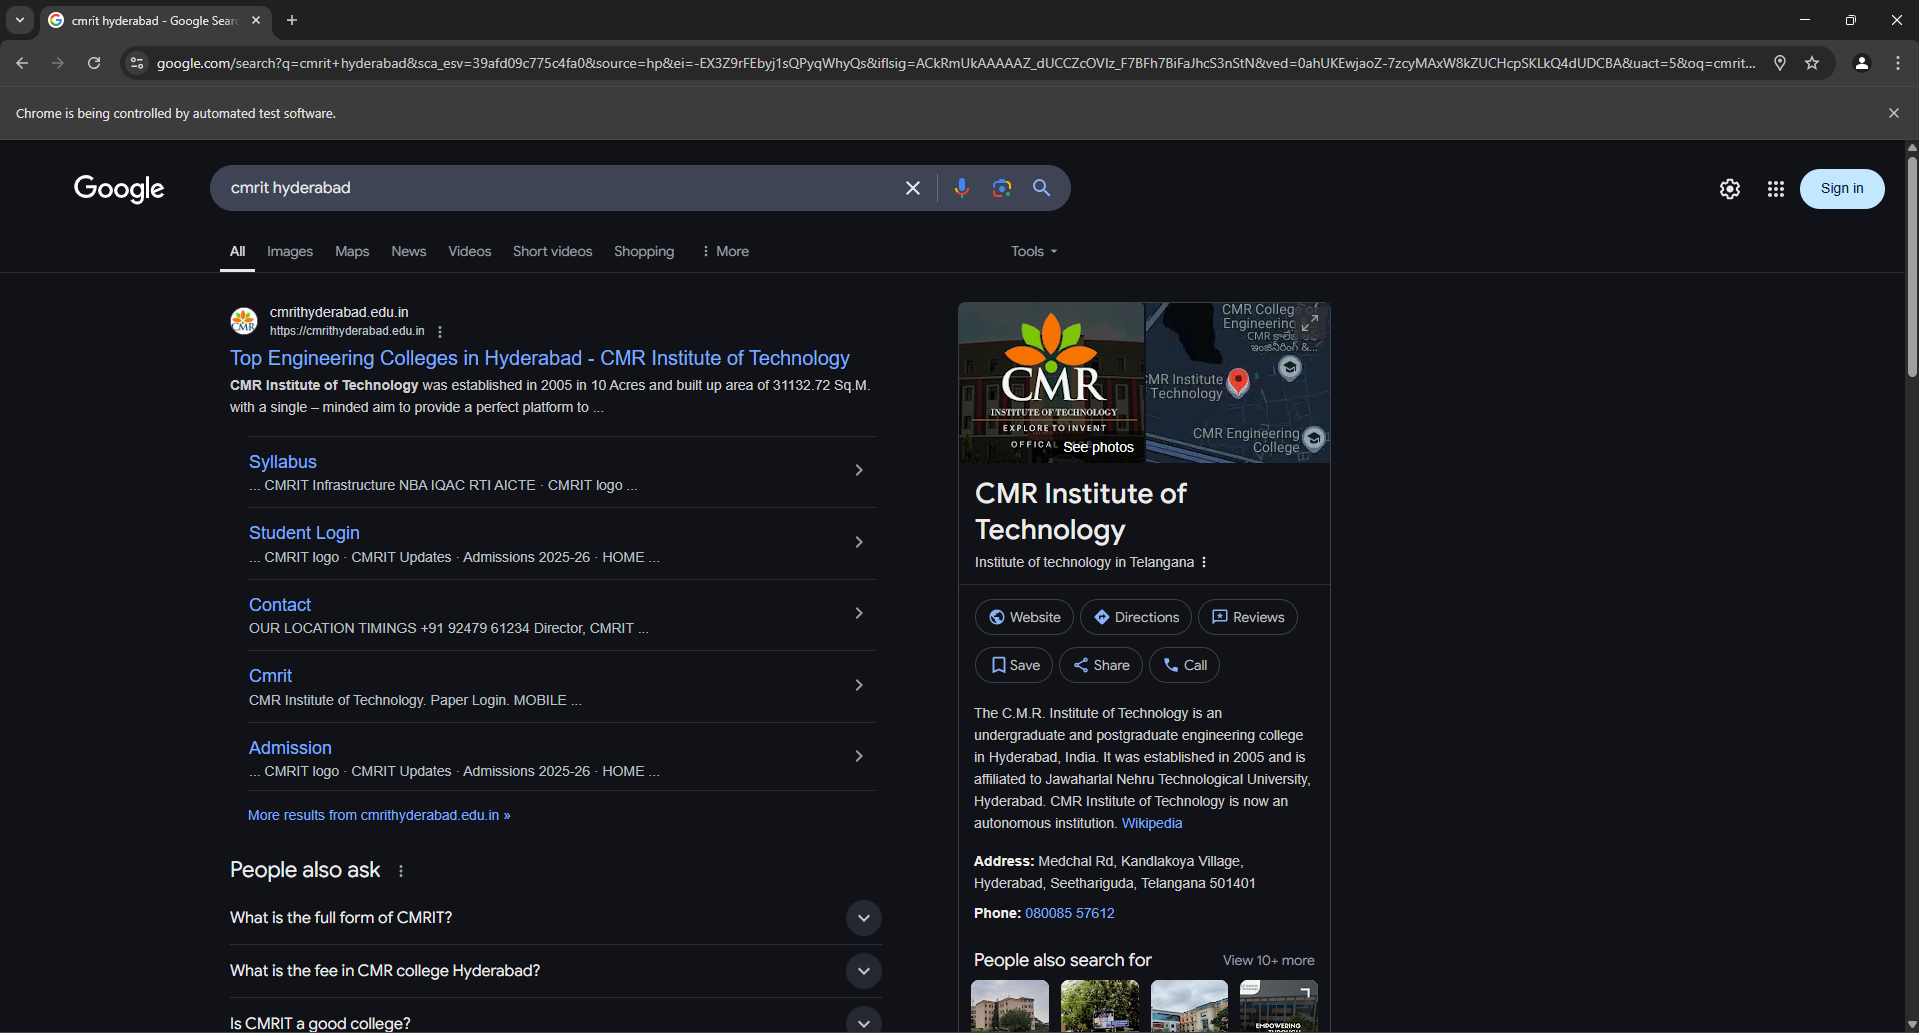 cmrit hyderabad - Google Sear
Chrome is being controlled by automated test software.
google.com/search?q=cmrit+hyderabad&sca_esv=39afd09c775c4fa0&source=hp&ei=-EX3Z9rFEbyj1sQPyqWhyQs&iflsig=ACkRmUkAAAAAZ_dUCCZcOVIz_F7BFh7BiFaJhcS3nStN&ved=0ahUKEwjaoZ-7zcyMAxW8kZUCHcpSKLkQ4dUDCBA&uact=5&oq=cmrit...
Google
cmrit hyderabad
Sign in
All Images Maps News Videos Short videos Shopping More Tools
cmrithyderabad.edu.in
https://cmrithyderabad.edu.in
Top Engineering Colleges in Hyderabad - CMR Institute of Technology
CMR Institute of Technology was established in 2005 in 10 Acres and built up area of 31132.72 Sq.M.
with a single – minded aim to provide a perfect platform to ...
Syllabus
... CMRIT Infrastructure NBA IQAC RTI AICTE · CMRIT logo ...
Student Login
... CMRIT logo · CMRIT Updates · Admissions 2025-26 · HOME ...
Contact
OUR LOCATION TIMINGS +91 92479 61234 Director, CMRIT ...
Cmrit
CMR Institute of Technology. Paper Login. MOBILE ...
Admission
... CMRIT logo · CMRIT Updates · Admissions 2025-26 · HOME ...
More results from cmrithyderabad.edu.in »
People also ask
What is the full form of CMRIT?
What is the fee in CMR college Hyderabad?
Is CMRIT a good college?
CMR
INSTITUTE OF TECHNOLOGY
EXPLORE TO INVENT
OFFICAL
See photos
CMR College of
Engineering
CMR కాలేజ్
ఇంజినీరింగ్ &...
MR Institute
Technology
CMR Engineering
College
CMR Institute of
Technology
Institute of technology in Telangana
Website Directions Reviews
Save Share Call
The C.M.R. Institute of Technology is an
undergraduate and postgraduate engineering college
in Hyderabad, India. It was established in 2005 and is
affiliated to Jawaharlal Nehru Technological University,
Hyderabad. CMR Institute of Technology is now an
autonomous institution. Wikipedia
Address: Medchal Rd, Kandlakoya Village,
Hyderabad, Seethariguda, Telangana 501401
Phone: 080085 57612
People also search for View 10+ more
EMPOWERING